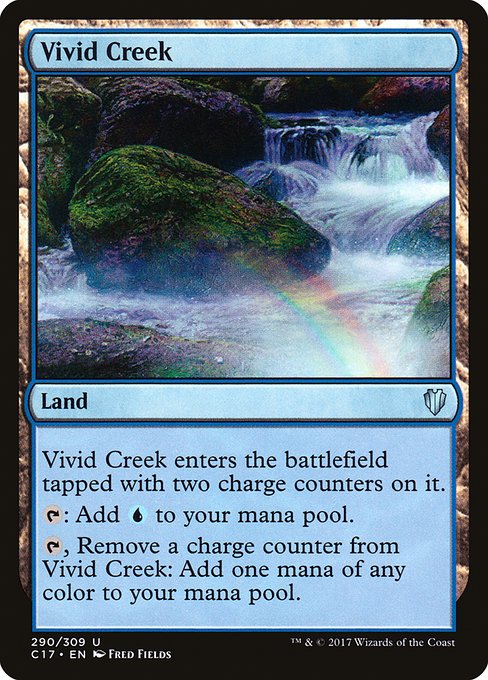 Vivid Creek
Land
Vivid Creek enters the battlefield
tapped with two charge counters on it.
: Add to your mana pool.
, Remove a charge counter from
Vivid Creek: Add one mana of any
color to your mana pool.
290/309 U
C17 • EN FRED FIELDS
™ & © 2017 Wizards of the Coast